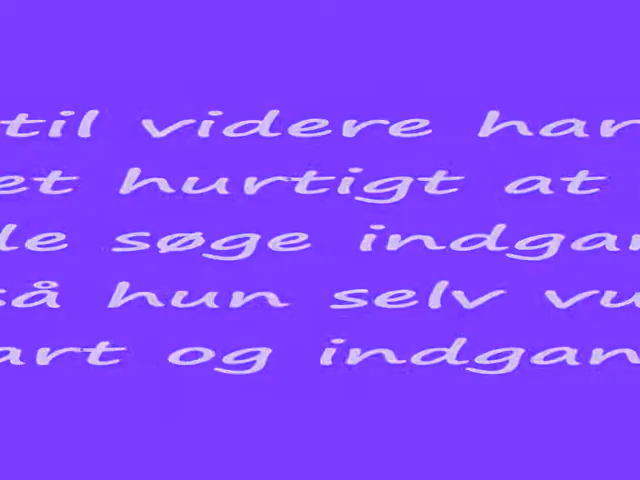 til videre har
et hurtigt at
le søge indgan
så hun selv vu
art og indgan